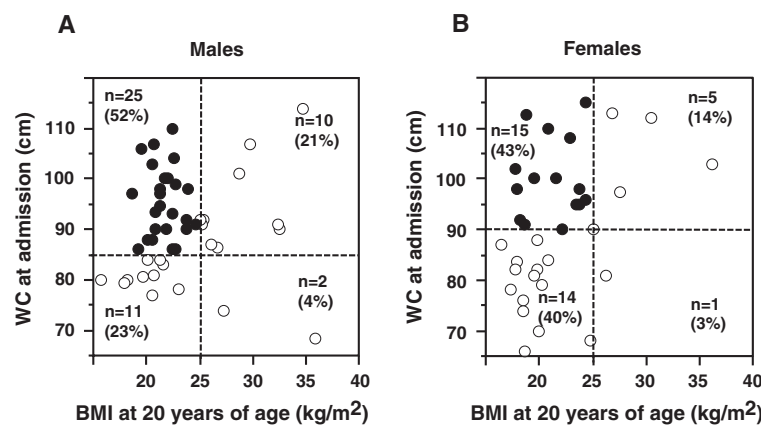 A
Males
n=25
(52%)
n=10
(21%)
n=2
(4%)
n=11
(23%)
110
100
90
80
70
20
25
30
35
40
WC at admission (cm)
BMI at 20 years of age (kg/m2)
B
Females
n=15
(43%)
n=5
(14%)
n=14
(40%)
n=1
(3%)
110
100
90
80
70
20
25
30
35
40
WC at admission (cm)
BMI at 20 years of age (kg/m2)